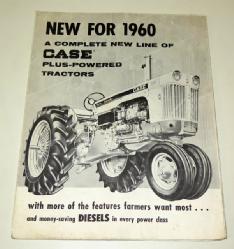 NEW FOR 1960
A COMPLETE NEW LINE OF
CASE
PLUS-POWERED
TRACTORS
CASE
with more of the features farmers want most . . .
and money-saving DIESELS in every power class